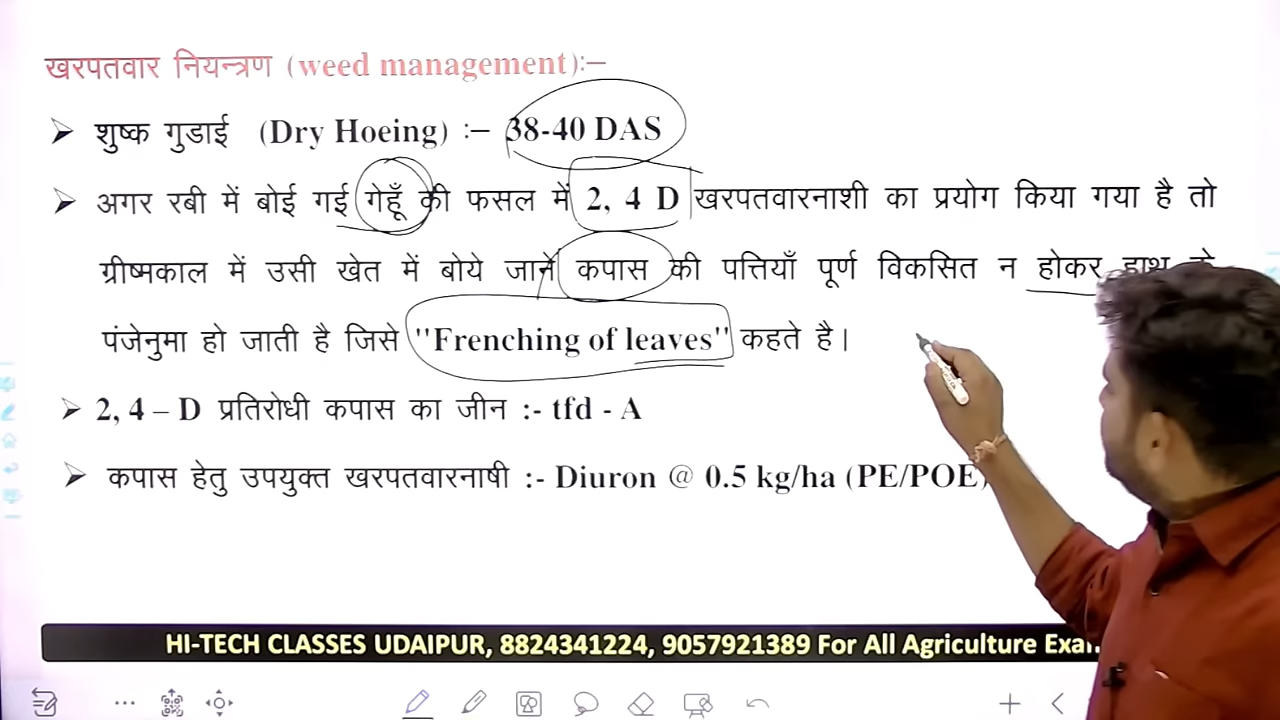 खरपतवार नियन्त्रण (weed management):–
➢ शुष्क गुडाई (Dry Hoeing) :– 38-40 DAS
➢ अगर रबी में बोई गई गेहूँ की फसल में 2, 4 D खरपतवारनाशी का प्रयोग किया गया है तो
ग्रीष्मकाल में उसी खेत में बोये जाने कपास की पत्तियाँ पूर्ण विकसित न होकर हाथ
पंजेनुमा हो जाती है जिसे "Frenching of leaves" कहते है।
➢ 2, 4 – D प्रतिरोधी कपास का जीन :- tfd - A
➢ कपास हेतु उपयुक्त खरपतवारनाषी :- Diuron @ 0.5 kg/ha (PE/POE)
HI-TECH CLASSES UDAIPUR, 8824341224, 9057921389 For All Agriculture